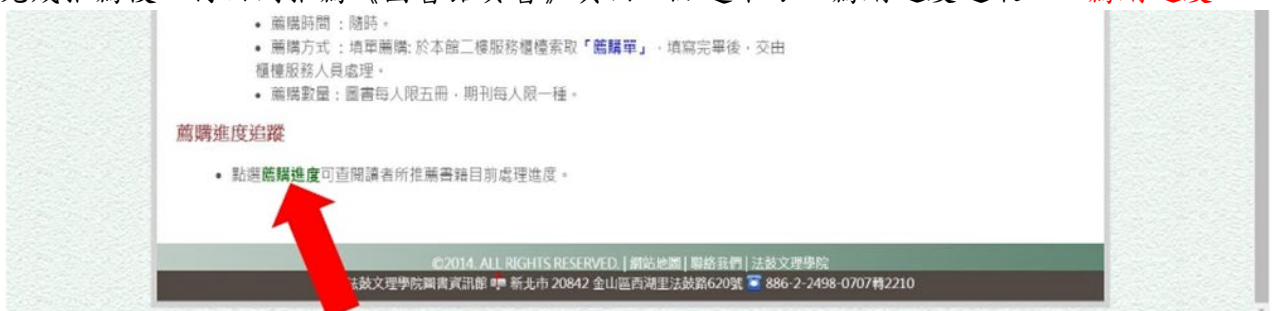 • 薦購時間：隨時。
• 薦購方式：填單薦購: 於本館二樓服務櫃檯索取「薦購單」，填寫完畢後，交由
櫃檯服務人員處理。
• 薦購數量：圖書每人限五冊，期刊每人限一種。
薦購進度追蹤
• 點選薦購進度可查閱讀者所推薦書籍目前處理進度。
©2014. ALL RIGHTS RESERVED. | 網站地圖 | 聯絡我們 | 法鼓文理學院
法鼓文理學院圖書資訊館 新北市 20842 金山區西湖里法鼓路620號 886-2-2498-0707轉2210